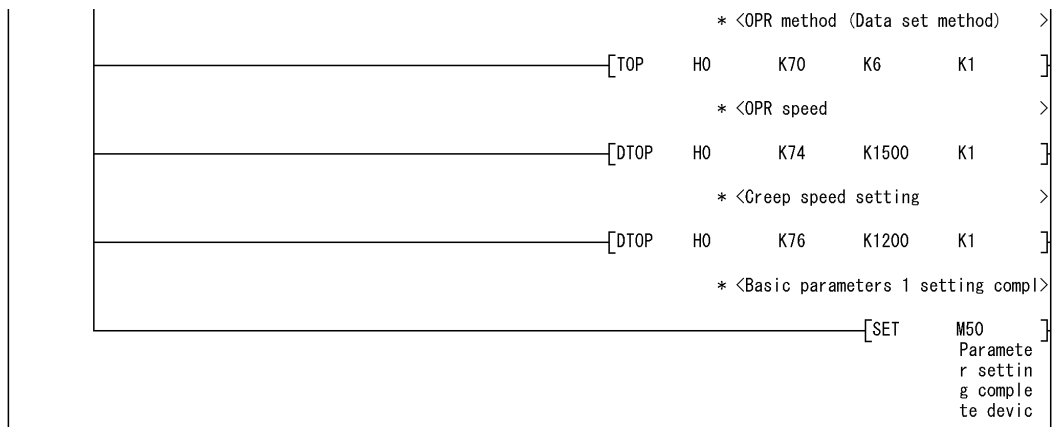 * <OPR method (Data set method) >
[TOP H0 K70 K6 K1 ]
* <OPR speed >
[DTOP H0 K74 K1500 K1 ]
* <Creep speed setting >
[DTOP H0 K76 K1200 K1 ]
* <Basic parameters 1 setting compl>
[SET M50 ]
Paramete
r settin
g comple
te devic